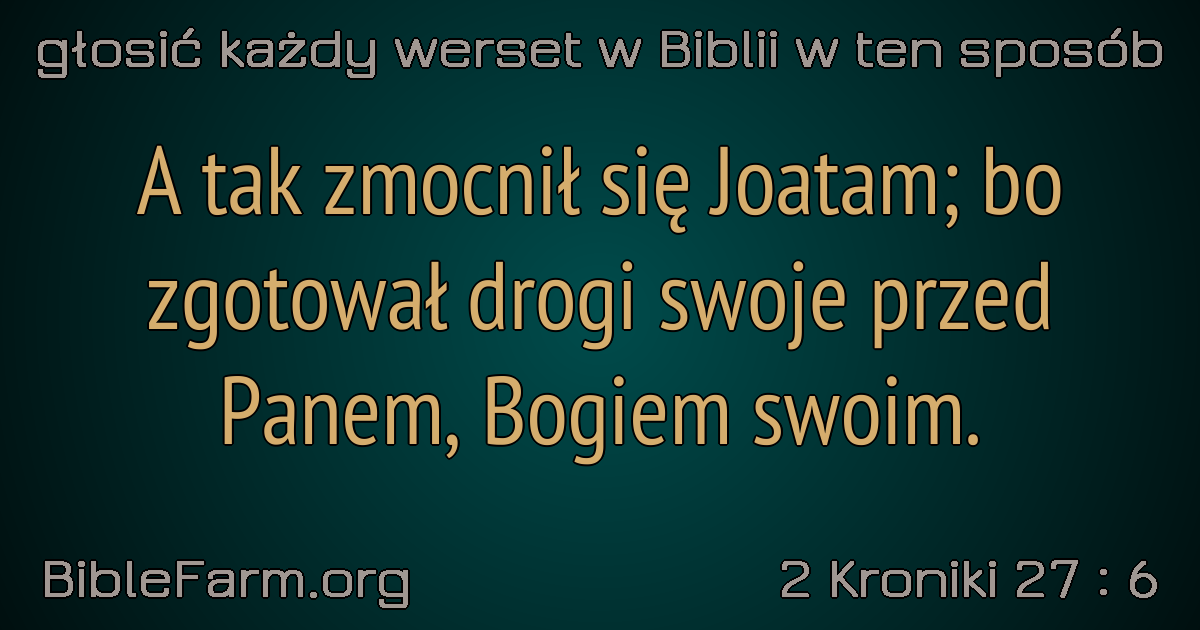 głosić każdy werset w Biblii w ten sposób
A tak zmocnił się Joatam; bo
zgotował drogi swoje przed
Panem, Bogiem swoim.
BibleFarm.org
2 Kroniki 27 : 6